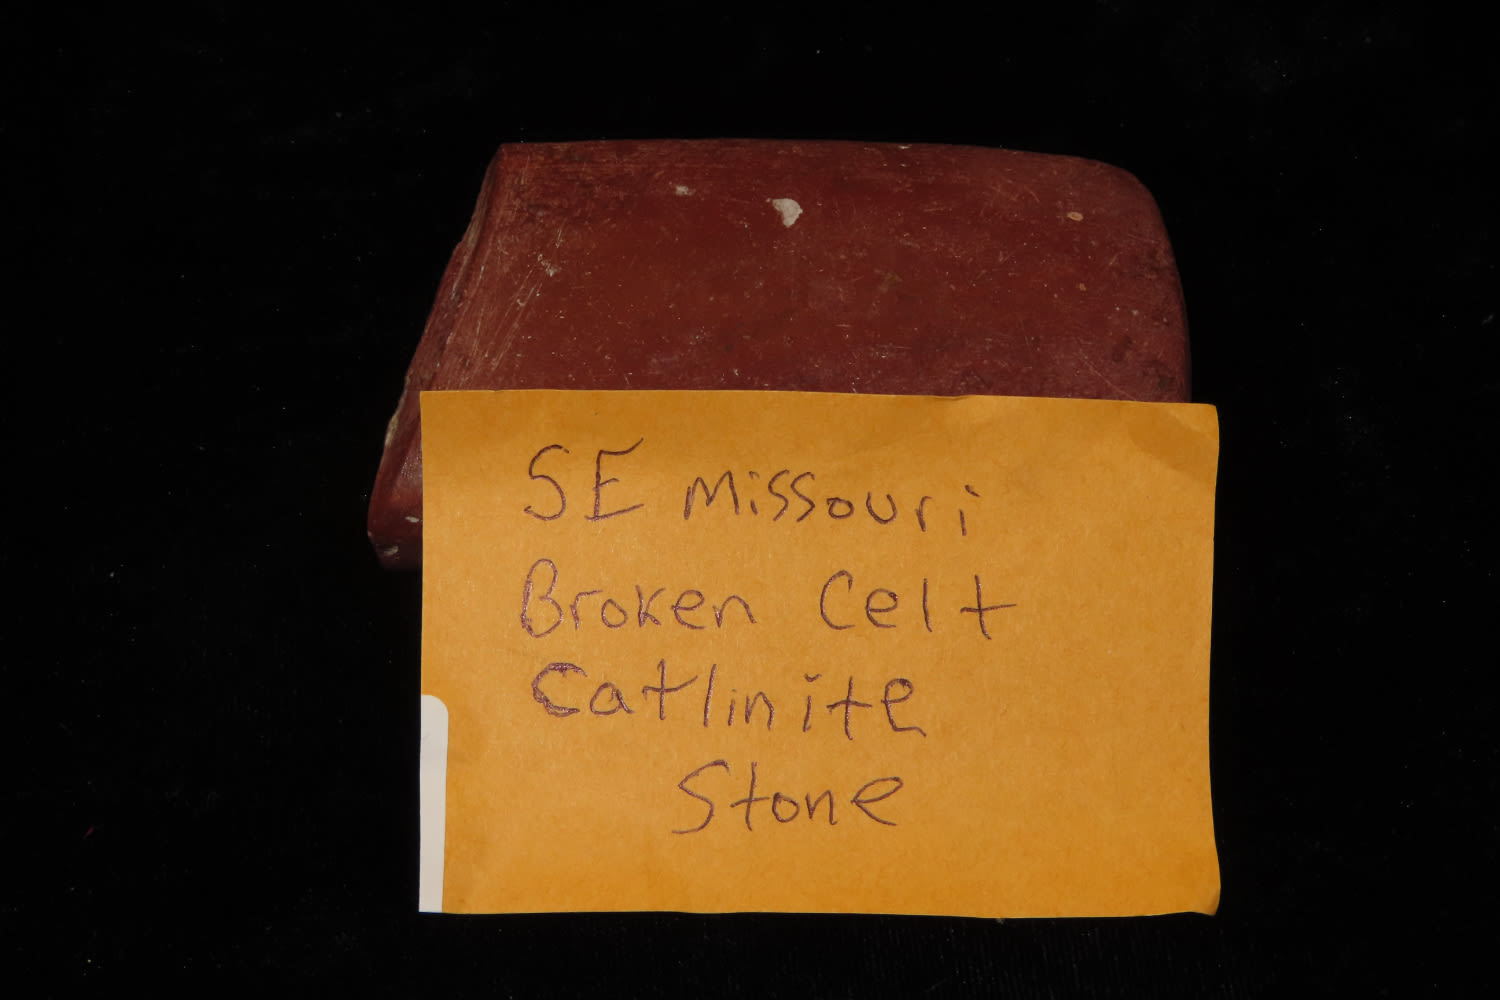 SE Missouri
Broken Celt
Catlinite
Stone